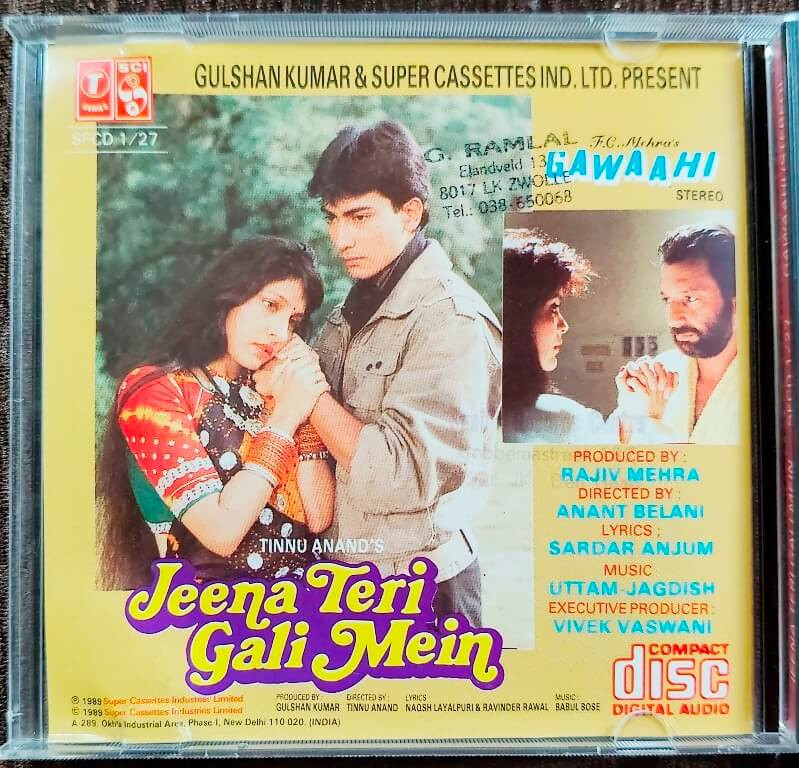 GULSHAN KUMAR & SUPER CASSETTES IND. LTD. PRESENT
T
SERIES
SCI
SFCD 1/27
G. RAMLAL
Elandveld 13
8017 LK ZWOLLE
Tel.: 038-650068
F.C. Mehra's
GAWAAHI
STEREO
PRODUCED BY :
RAJIV MEHRA
DIRECTED BY :
ANANT BELANI
LYRICS ;
SARDAR ANJUM
MUSIC
UTTAM-JAGDISH
EXECUTIVE PRODUCER :
VIVEK VASWANI
TINNU ANAND'S
Jeena Teri
Gali Mein
COMPACT
disc
DIGITAL AUDIO
℗ 1989 Super Cassettes Industries Limited
© 1989 Super Cassettes Industries Limited
A 289, Okhla Industrial Area, Phase-I, New Delhi 110 020. (INDIA)
PRODUCED BY :
GULSHAN KUMAR
DIRECTED BY :
TINNU ANAND
LYRICS
NAQSH LAYALPURI & RAVINDER RAWAL
MUSIC :
BABUL BOSE